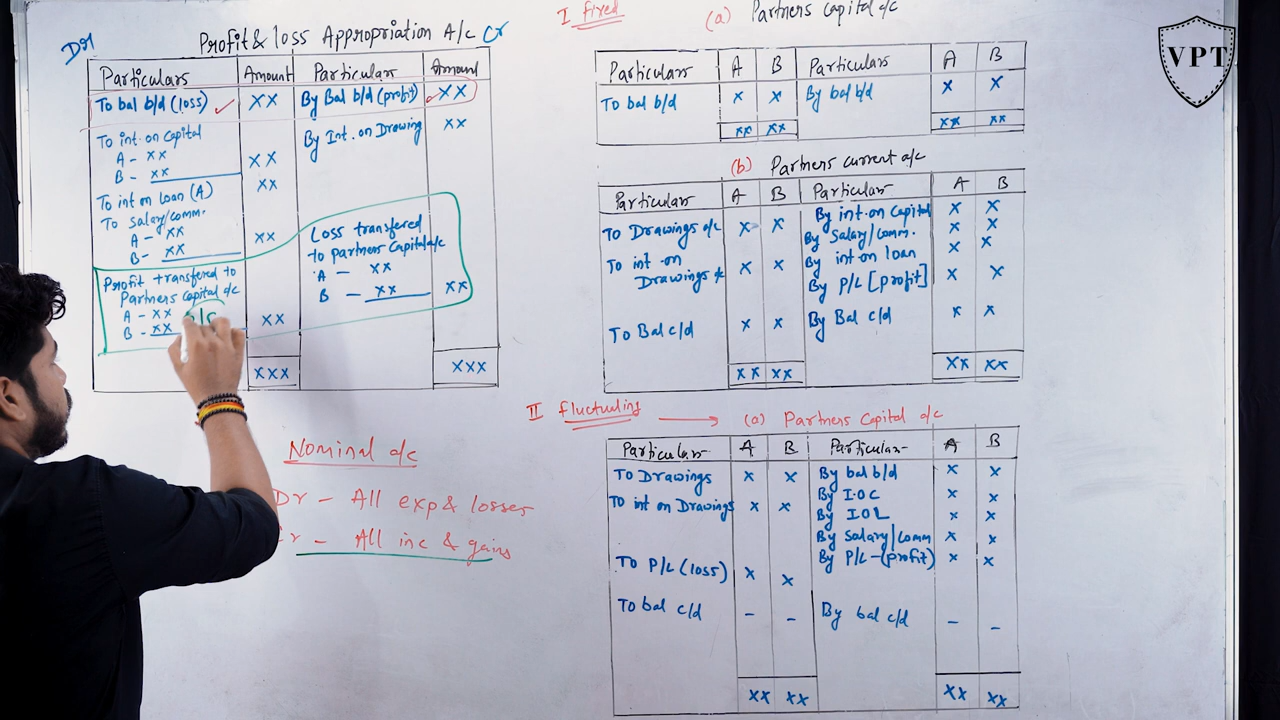 VPT
Dr
Profit & loss Appropriation A/c Cr
Particulars Amount Particulars Amount
To bal b/d (loss) ✓ XX By Bal b/d (profit) ✓ XX
To int. on Capital By Int. on Drawing XX
A - XX
B - XX XX
To int on loan (A) XX
To Salary/comm.
A - XX
B - XX XX
Loss transfered
to Partners Capital a/c
A - XX
B - XX XX
Profit transfered to
Partners Capital a/c
A - XX
B - XX XX
XXX XXX
Nominal a/c
Dr - All exp & losses
Cr - All inc & gains
I fixed
(a) Partners Capital a/c
Particulars A B Particulars A B
To bal b/d x x By bal b/d x x
xx xx xx xx
(b) Partners current a/c
Particulars A B Particulars A B
To Drawings a/c x x By int. on Capital x x
By Salary/comm. x x
To int. on By int on loan x x
Drawings x x By P/L [profit] x x
To Bal c/d x x By Bal c/d x x
xx xx xx xx
II fluctuling → (a) Partners Capital a/c
Particulars A B Particular A B
To Drawings x x By bal b/d x x
To int on Drawings x x By I.O.C x x
By I.O.L x x
By Salary/comm x x
By P/L - (profit) x x
To P/L (loss) x x
To bal c/d - - By bal c/d - -
xx xx xx xx